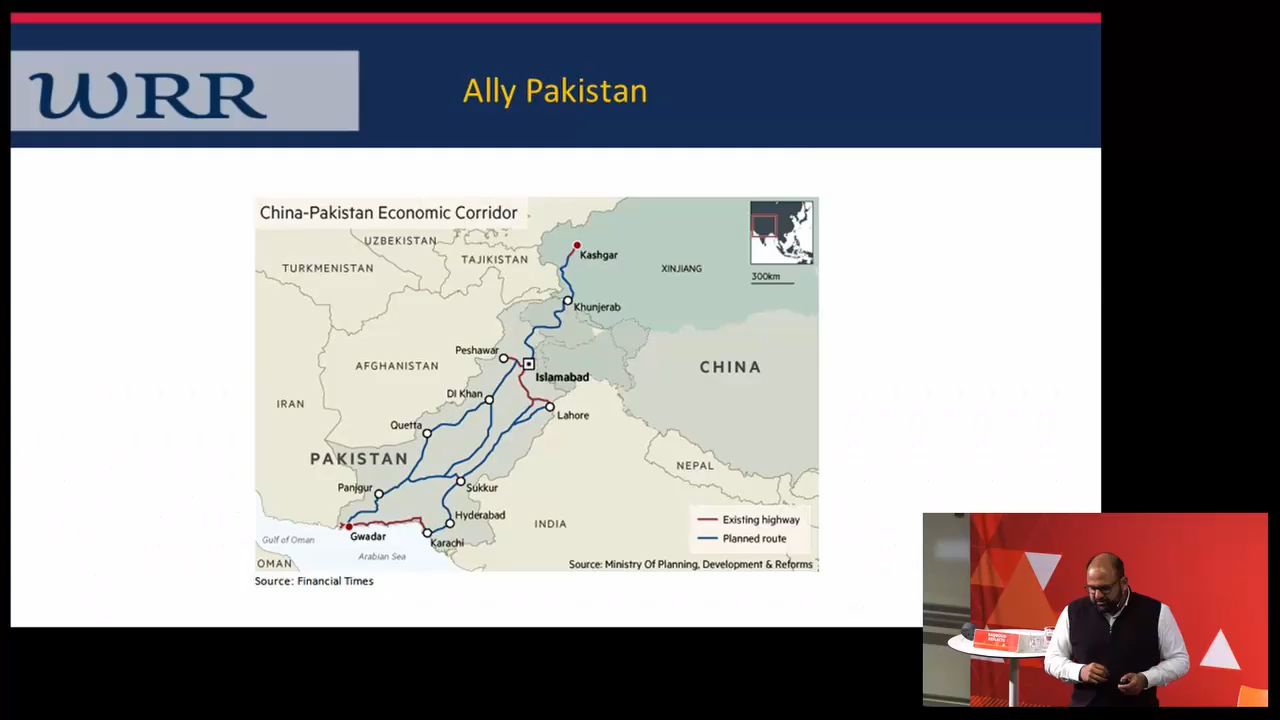 WRR
Ally Pakistan
China-Pakistan Economic Corridor
UZBEKISTAN
TAJIKISTAN
TURKMENISTAN
Kashgar
XINJIANG
300km
Khunjerab
Peshawar
AFGHANISTAN
Islamabad
CHINA
DI Khan
IRAN
Lahore
Quetta
PAKISTAN
NEPAL
Panjgur
Sukkur
Hyderabad
INDIA
Existing highway
Gwadar
Karachi
Planned route
Gulf of Oman
Arabian Sea
OMAN
Source: Ministry Of Planning, Development & Reforms
Source: Financial Times
RADBOUD
REFLECTS